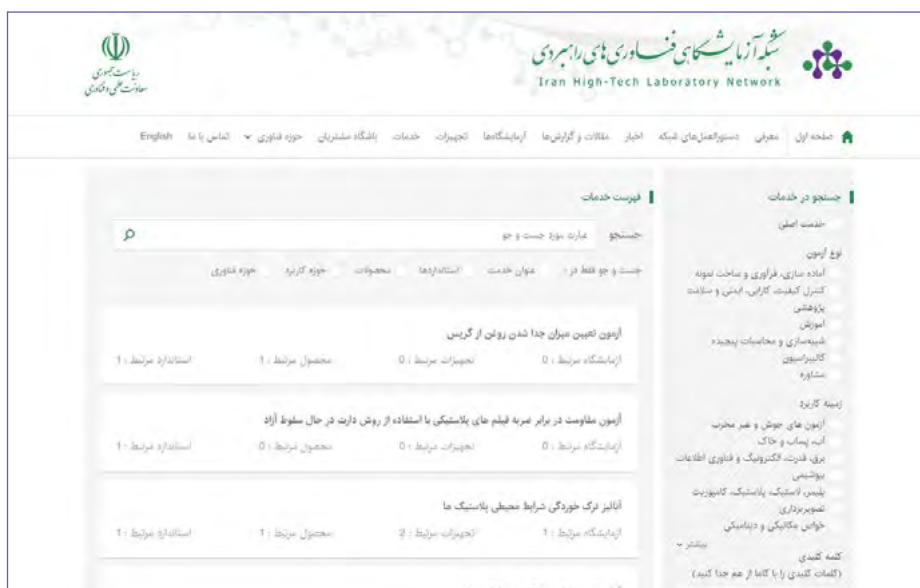 شبکه آزمایشگاهی فناوری‌های راهبردی
Iran High-Tech Laboratory Network
ریاست جمهوری
معاونت علمی و فناوری
صفحه اول معرفی دستورالعمل‌های شبکه اخبار مقالات و گزارش‌ها آزمایشگاه‌ها تجهیزات خدمات باشگاه مشتریان حوزه فناوری تماس با ما English
جستجو در خدمات
خدمت اصلی
نوع آزمون
آماده سازی، فرآوری و ساخت نمونه
کنترل کیفیت، کارایی، ایمنی و سلامت
پژوهشی
آموزش
شبیه‌سازی و محاسبات پیچیده
کالیبراسیون
مشاوره
زمینه کاربرد
آزمون های جوش و غیر مخرب
آب، پساب و خاک
برق، قدرت، الکترونیک و فناوری اطلاعات
بیوشیمی
پلیمر، لاستیک، پلاستیک، کامپوزیت
تصویربرداری
خواص مکانیکی و دینامیکی
بیشتر
کلمه کلیدی
(کلمات کلیدی را با کاما از هم جدا کنید)
فهرست خدمات
جستجو عبارت مورد جست و جو
جست و جو فقط در : عنوان خدمت استانداردها محصولات حوزه کاربرد حوزه فناوری
آزمون تعیین میزان جدا شدن روغن از گریس
آزمایشگاه مرتبط : 0 تجهیزات مرتبط : 0 محصول مرتبط : 1 استاندارد مرتبط : 1
آزمون مقاومت در برابر ضربه فیلم های پلاستیکی با استفاده از روش دارت در حال سقوط آزاد
آزمایشگاه مرتبط : 0 تجهیزات مرتبط : 0 محصول مرتبط : 0 استاندارد مرتبط : 1
آنالیز ترک خوردگی شرایط محیطی پلاستیک ها
آزمایشگاه مرتبط : 1 تجهیزات مرتبط : 2 محصول مرتبط : 1 استاندارد مرتبط : 1